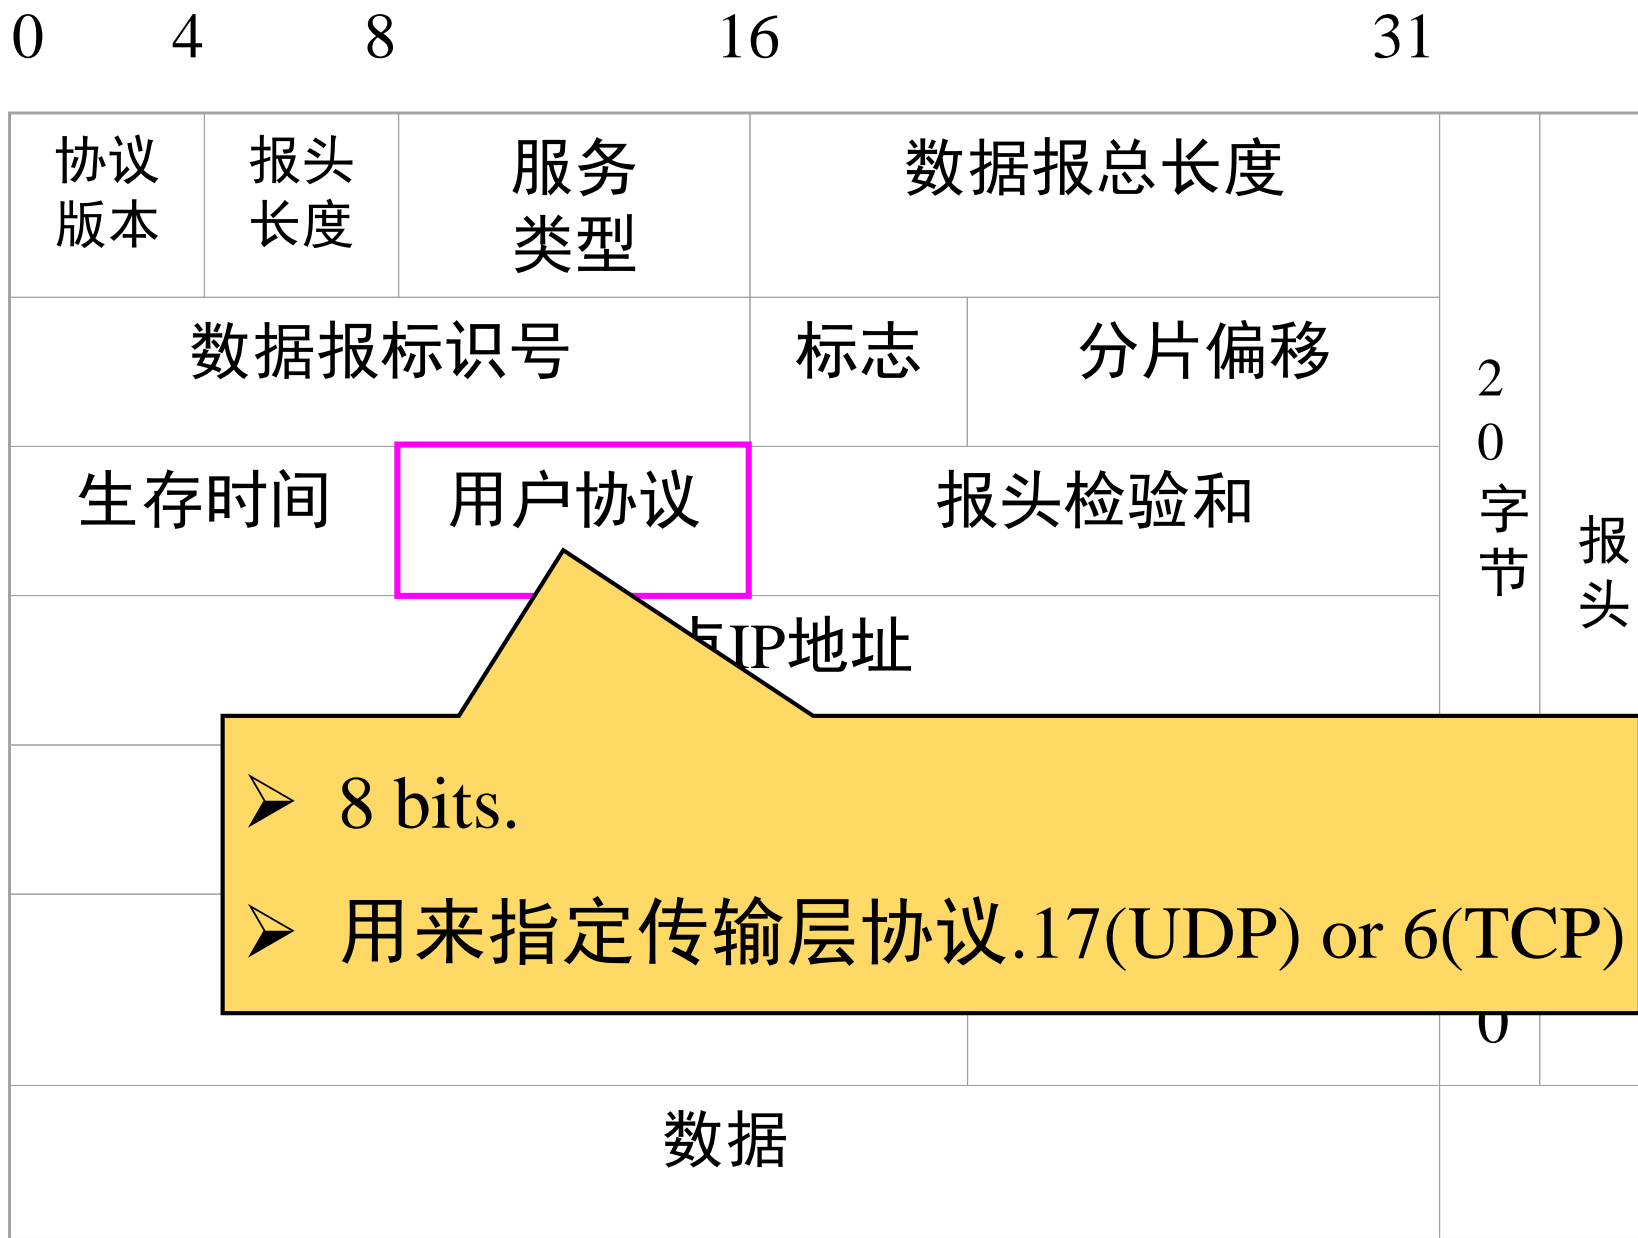 0 4 8 16 31
协议
版本
报头
长度
服务
类型
数据报总长度
数据报标识号
标志
分片偏移
生存时间
用户协议
报头检验和
IP地址
2
0
字
节
报
头
➢ 8 bits.
➢ 用来指定传输层协议.17(UDP) or 6(TCP)
0
数据